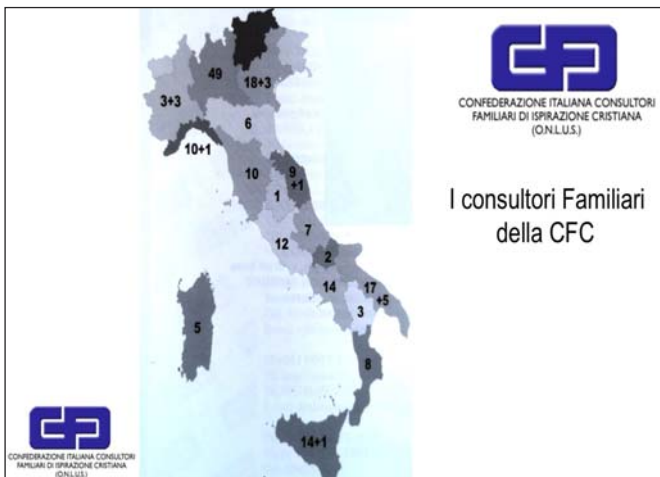 49
18+3
3+3
6
10+1
10
9
+1
1
7
12
2
14
17
+5
3
5
8
14+1
CONFEDERAZIONE ITALIANA CONSULTORI
FAMILIARI DI ISPIRAZIONE CRISTIANA
(O.N.L.U.S.)
I consultori Familiari
della CFC
CONFEDERAZIONE ITALIANA CONSULTORI
FAMILIARI DI ISPIRAZIONE CRISTIANA
(O.N.L.U.S.)